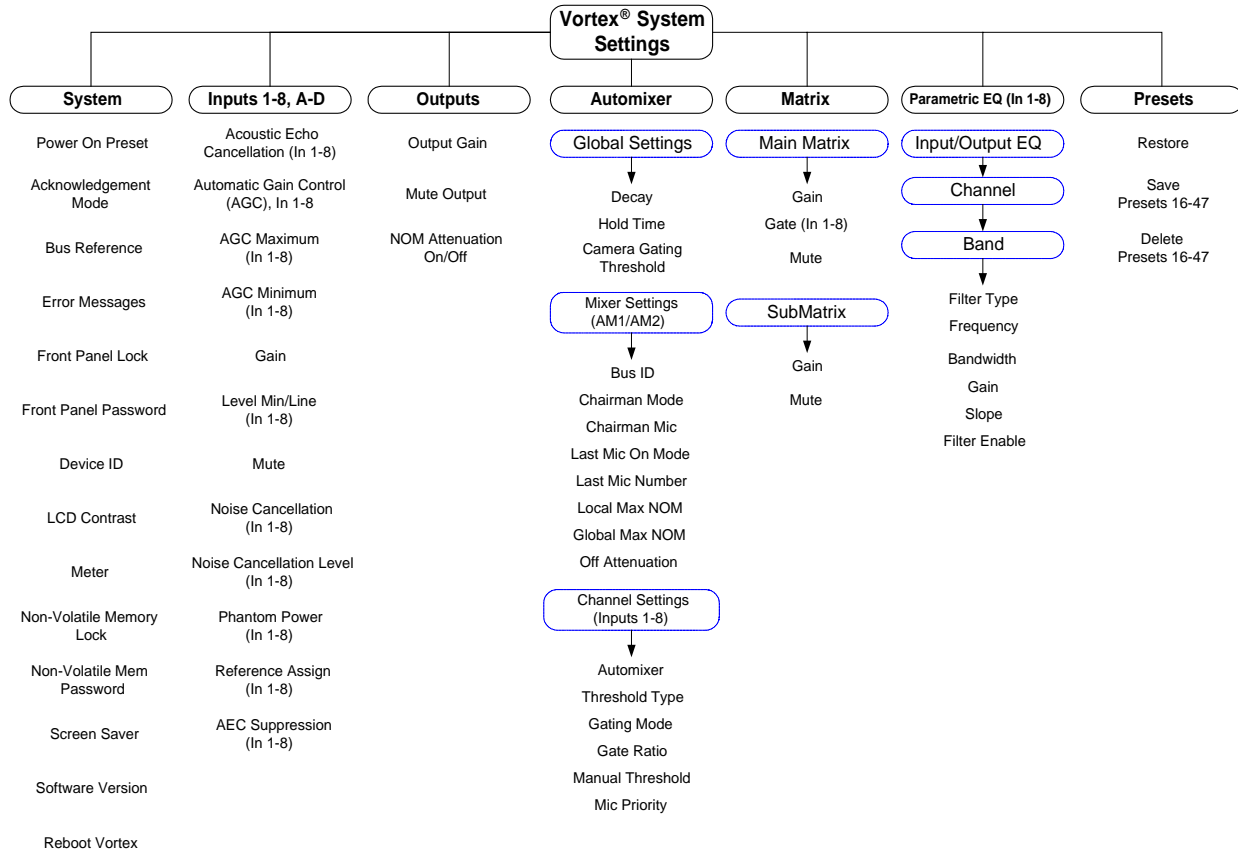 Vortex® System
Settings
System
Inputs 1-8, A-D
Outputs
Automixer
Matrix
Parametric EQ (In 1-8)
Presets
Power On Preset
Acknowledgement
Mode
Bus Reference
Error Messages
Front Panel Lock
Front Panel Password
Device ID
LCD Contrast
Meter
Non-Volatile Memory
Lock
Non-Volatile Mem
Password
Screen Saver
Software Version
Reboot Vortex
Acoustic Echo
Cancellation (In 1-8)
Automatic Gain Control
(AGC), In 1-8
AGC Maximum
(In 1-8)
AGC Minimum
(In 1-8)
Gain
Level Min/Line
(In 1-8)
Mute
Noise Cancellation
(In 1-8)
Noise Cancellation Level
(In 1-8)
Phantom Power
(In 1-8)
Reference Assign
(In 1-8)
AEC Suppression
(In 1-8)
Output Gain
Mute Output
NOM Attenuation
On/Off
Global Settings
Decay
Hold Time
Camera Gating
Threshold
Mixer Settings
(AM1/AM2)
Bus ID
Chairman Mode
Chairman Mic
Last Mic On Mode
Last Mic Number
Local Max NOM
Global Max NOM
Off Attenuation
Channel Settings
(Inputs 1-8)
Automixer
Threshold Type
Gating Mode
Gate Ratio
Manual Threshold
Mic Priority
Main Matrix
Gain
Gate (In 1-8)
Mute
SubMatrix
Gain
Mute
Input/Output EQ
Channel
Band
Filter Type
Frequency
Bandwidth
Gain
Slope
Filter Enable
Restore
Save
Presets 16-47
Delete
Presets 16-47